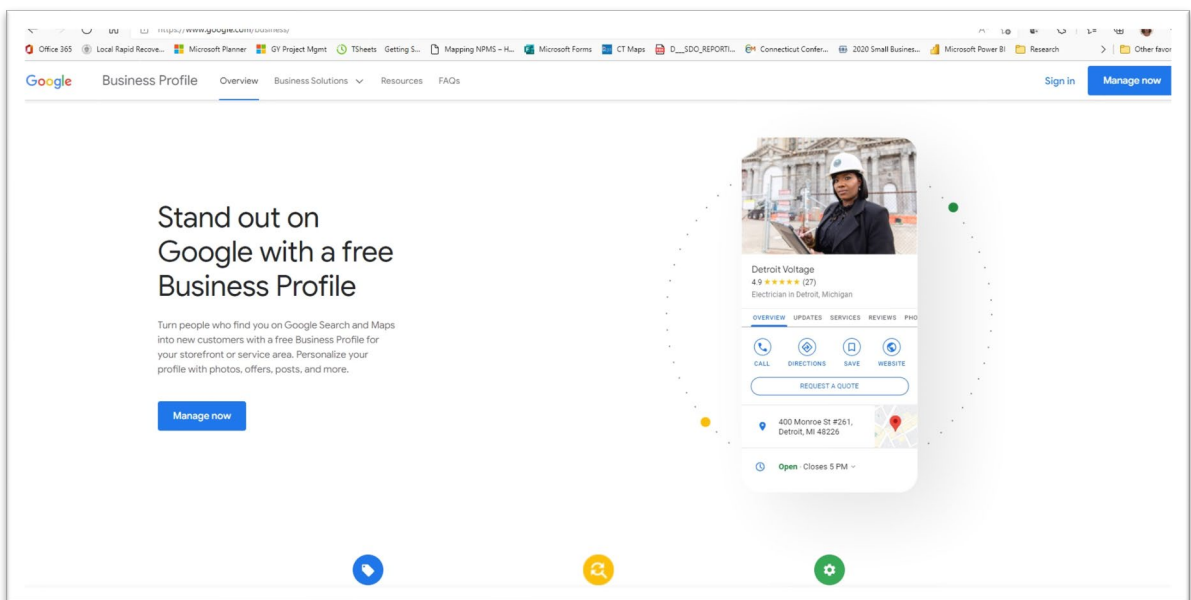 https://www.google.com/business/
Office 365 Local Rapid Recove... Microsoft Planner GY Project Mgmt TSheets Getting S... Mapping NPMS – H... Microsoft Forms CT Maps D__SDO_REPORTI... Connecticut Confer... 2020 Small Busines... Microsoft Power BI Research Other favor
Google Business Profile Overview Business Solutions Resources FAQs Sign in Manage now
Stand out on
Google with a free
Business Profile
Turn people who find you on Google Search and Maps
into new customers with a free Business Profile for
your storefront or service area. Personalize your
profile with photos, offers, posts, and more.
Manage now
Detroit Voltage
4.9 ★★★★★ (27)
Electrician in Detroit, Michigan
OVERVIEW UPDATES SERVICES REVIEWS PHO
CALL DIRECTIONS SAVE WEBSITE
REQUEST A QUOTE
400 Monroe St #261,
Detroit, MI 48226
Open · Closes 5 PM